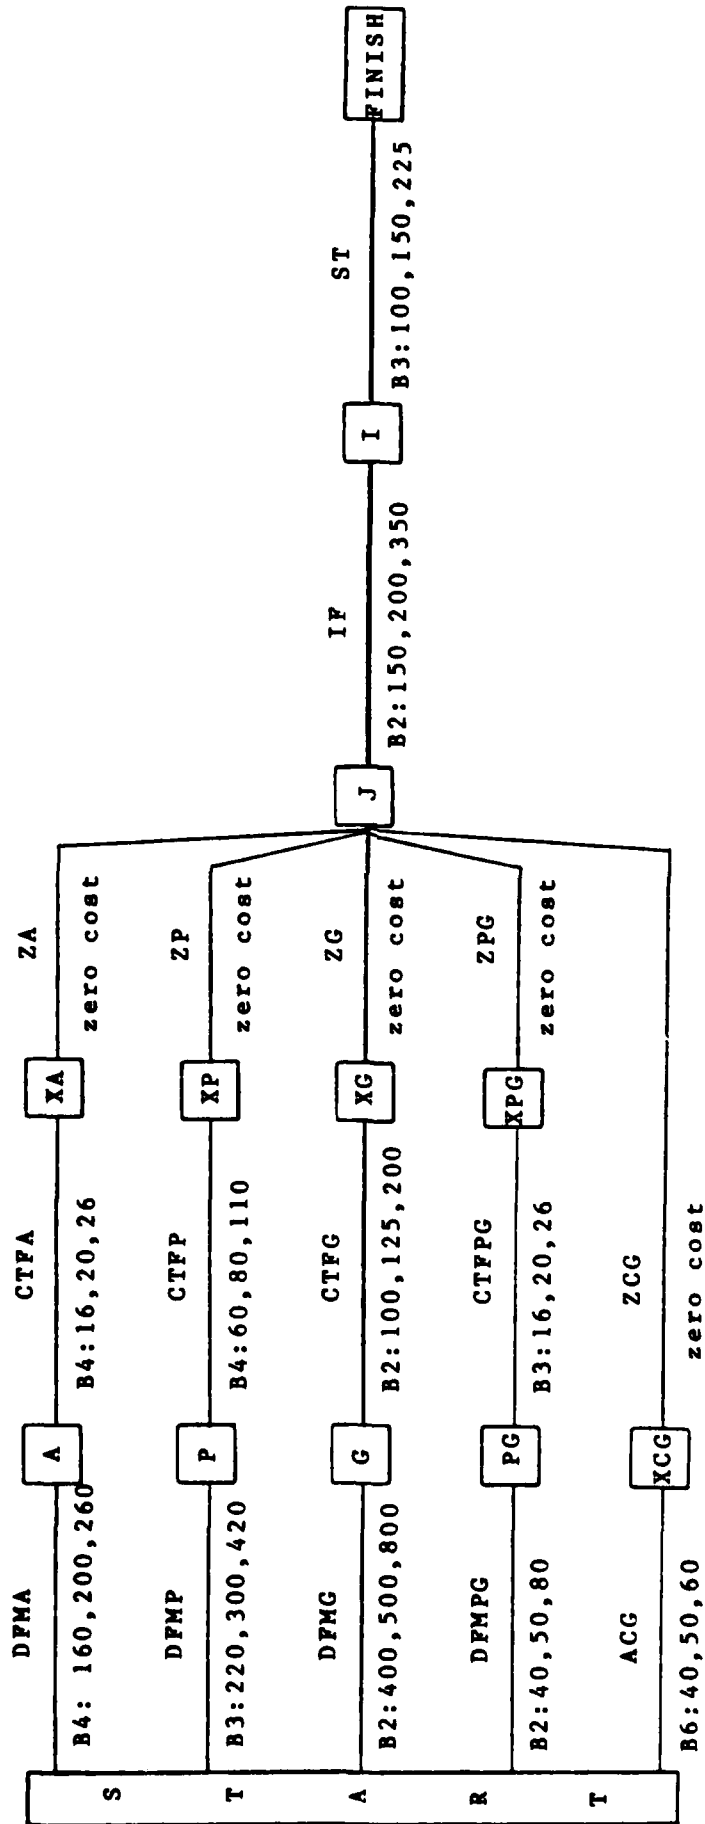 START
DFMA
B4: 160,200,260
A
CTFA
B4:16,20,26
XA
ZA
zero cost
DFMP
B3:220,300,420
P
CTFP
B4:60,80,110
XP
ZP
zero cost
DFMG
B2:400,500,800
G
CTFG
B2:100,125,200
XG
ZG
zero cost
DFMPG
B2:40,50,80
PG
CTFPG
B3:16,20,26
XPG
ZPG
zero cost
ACG
B6:40,50,60
XCG
ZCG
zero cost
J
IF
B2:150,200,350
I
ST
B3:100,150,225
FINISH